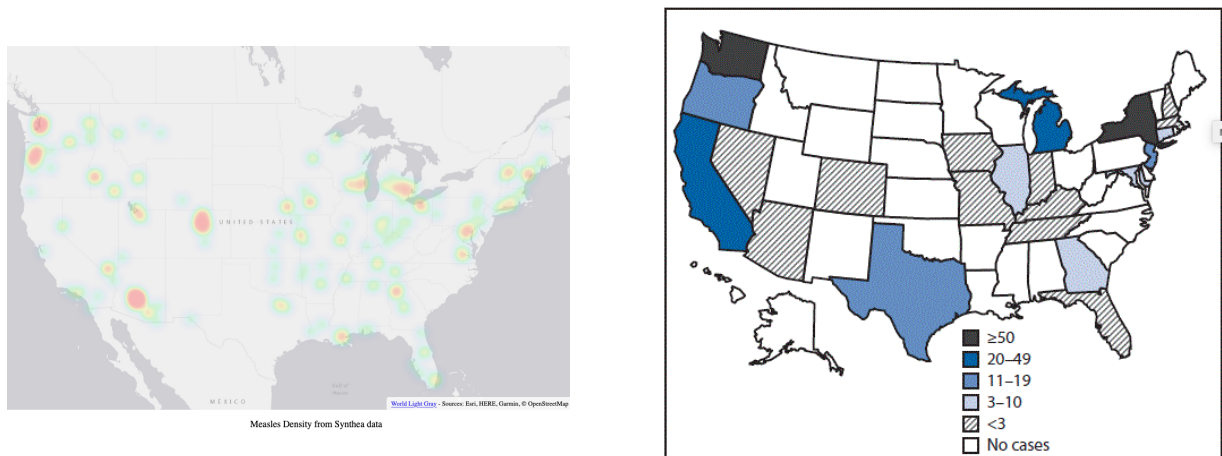 UNITED STATES
MÉXICO
World Light Gray - Sources: Esri, HERE, Garmin, © OpenStreetMap
Measles Density from Synthea data
≥50
20–49
11–19
3–10
<3
No cases